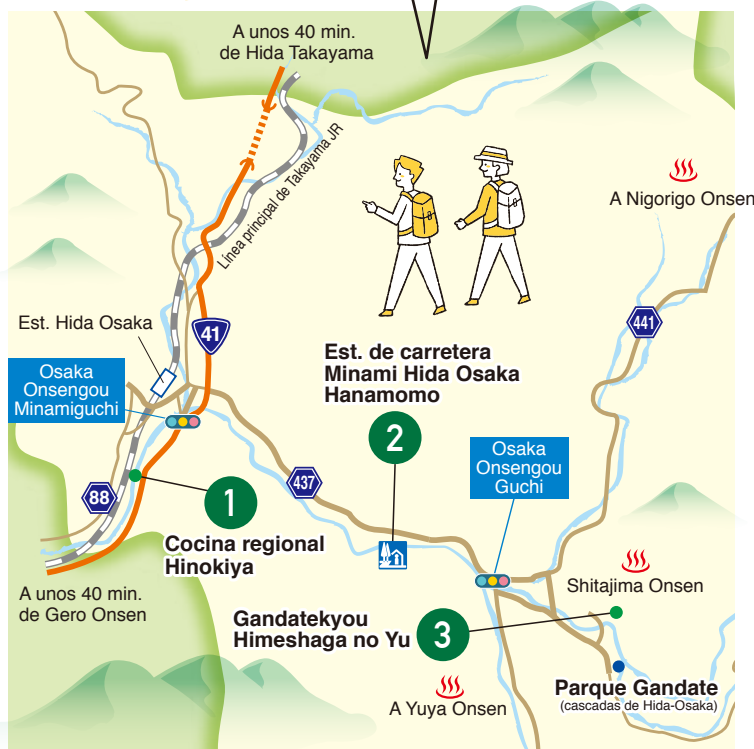 A unos 40 min.
de Hida Takayama
Línea principal de Takayama JR
A Nigorigo Onsen
Est. Hida Osaka
41
441
Osaka
Onsengou
Minamiguchi
Est. de carretera
Minami Hida Osaka
Hanamomo
2
Osaka
Onsengou
Guchi
88
1
437
Cocina regional
Hinokiya
A unos 40 min.
de Gero Onsen
Shitajima Onsen
Gandatekyou
Himeshaga no Yu
3
A Yuya Onsen
Parque Gandate
(cascadas de Hida-Osaka)